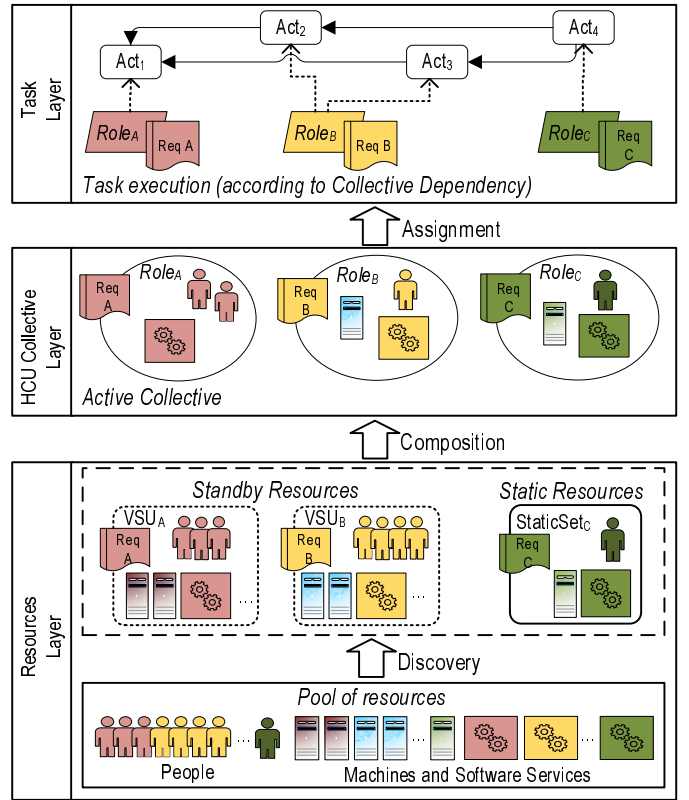 Task
Layer
Act1
Act2
Act3
Act4
RoleA
Req A
RoleB
Req B
RoleC
Req
C
Task execution (according to Collective Dependency)
Assignment
HCU Collective
Layer
Req
A
RoleA
Req
B
RoleB
Req
C
RoleC
Active Collective
Composition
Resources
Layer
Standby Resources
Static Resources
VSUA
Req
A
...
VSUB
Req
B
...
StaticSetC
Req
C
Discovery
Pool of resources
...
...
...
People
Machines and Software Services